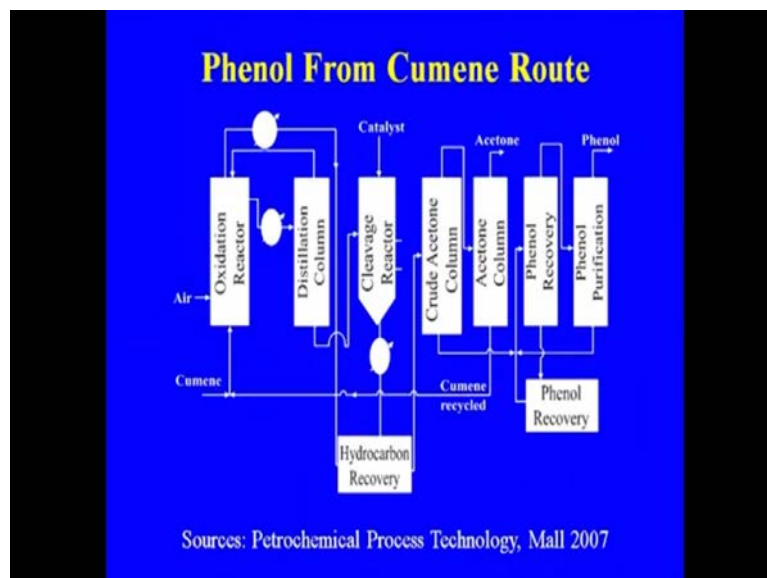 Phenol From Cumene Route
Catalyst
Acetone
Phenol
Oxidation
Reactor
Distillation
Column
Cleavage
Reactor
Crude Acetone
Column
Acetone
Column
Phenol
Recovery
Phenol
Purification
Air
Cumene
Cumene
recycled
Phenol
Recovery
Hydrocarbon
Recovery
Sources: Petrochemical Process Technology, Mall 2007